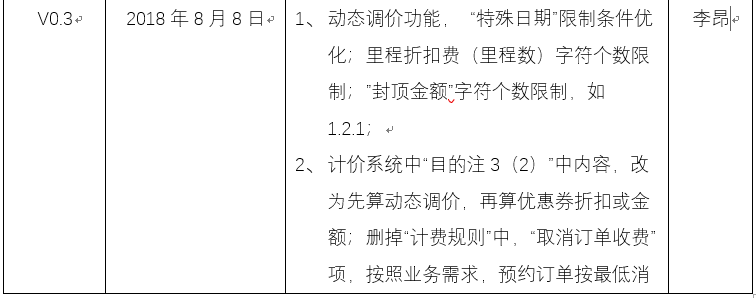 V0.3
2018 年 8 月 8 日
1、 动态调价功能， “特殊日期”限制条件优
化；里程折扣费（里程数）字符个数限
制；”封顶金额”字符个数限制，如
1.2.1；
2、 计价系统中“目的注 3（2）”中内容，改
为先算动态调价，再算优惠券折扣或金
额；删掉“计费规则”中，“取消订单收费”
项，按照业务需求，预约订单按最低消
李昂